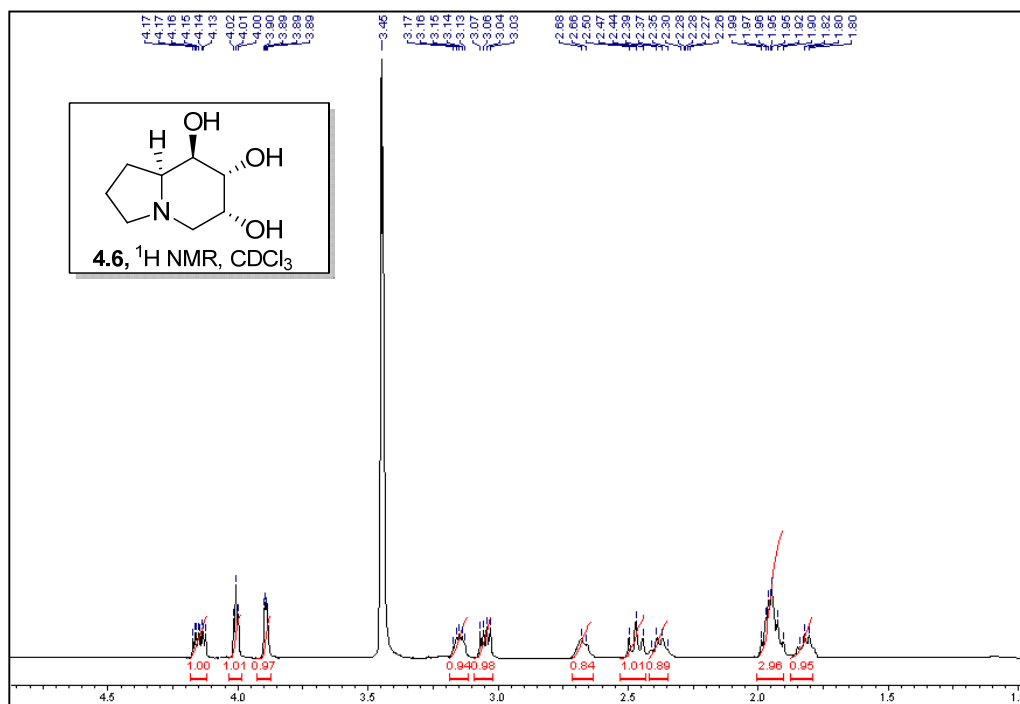 -4.17 -4.17 -4.16 -4.15 -4.14 -4.13 -4.02 -4.01 -4.00 -3.90 -3.89 -3.89 -3.89 -3.45 -3.17 -3.16 -3.15 -3.14 -3.13 -3.07 -3.06 -3.04 -3.03 -2.68 -2.66 -2.50 -2.47 -2.44 -2.39 -2.37 -2.35 -2.30 -2.28 -2.28 -2.27 -2.26 -1.99 -1.97 -1.96 -1.95 -1.95 -1.92 -1.90 -1.82 -1.80 -1.80
OH
H
OH
N
OH
4.6, ¹H NMR, CDCl₃
1.00 1.01 0.97 0.94 0.98 0.84 1.01 0.89 2.96 0.95
4.5 4.0 3.5 3.0 2.5 2.0 1.5